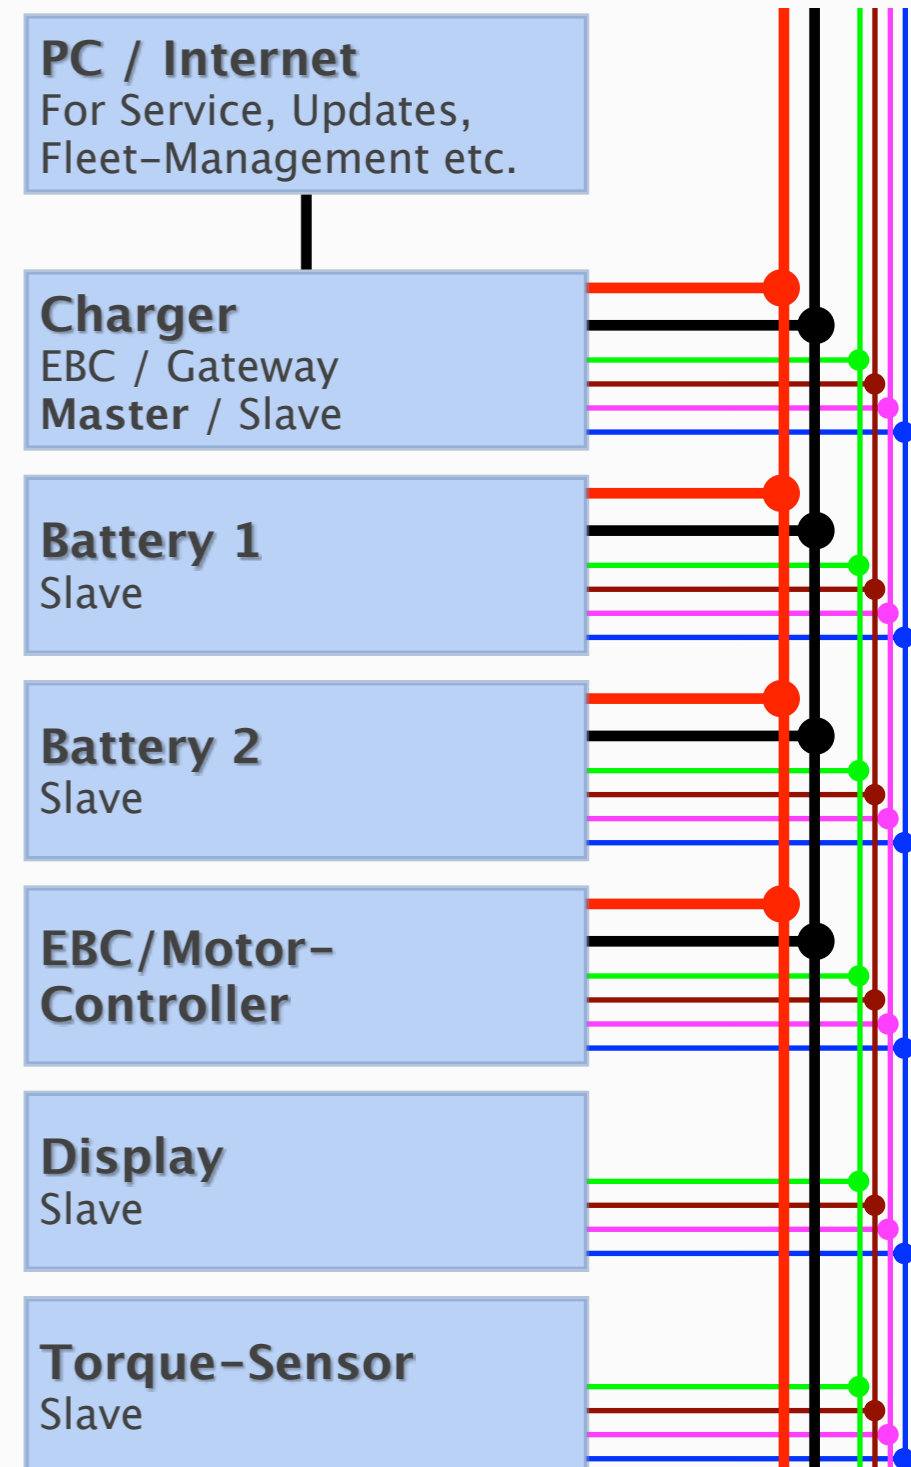 PC / Internet
For Service, Updates,
Fleet-Management etc.
Charger
EBC / Gateway
Master / Slave
Battery 1
Slave
Battery 2
Slave
EBC/Motor-
Controller
Display
Slave
Torque-Sensor
Slave